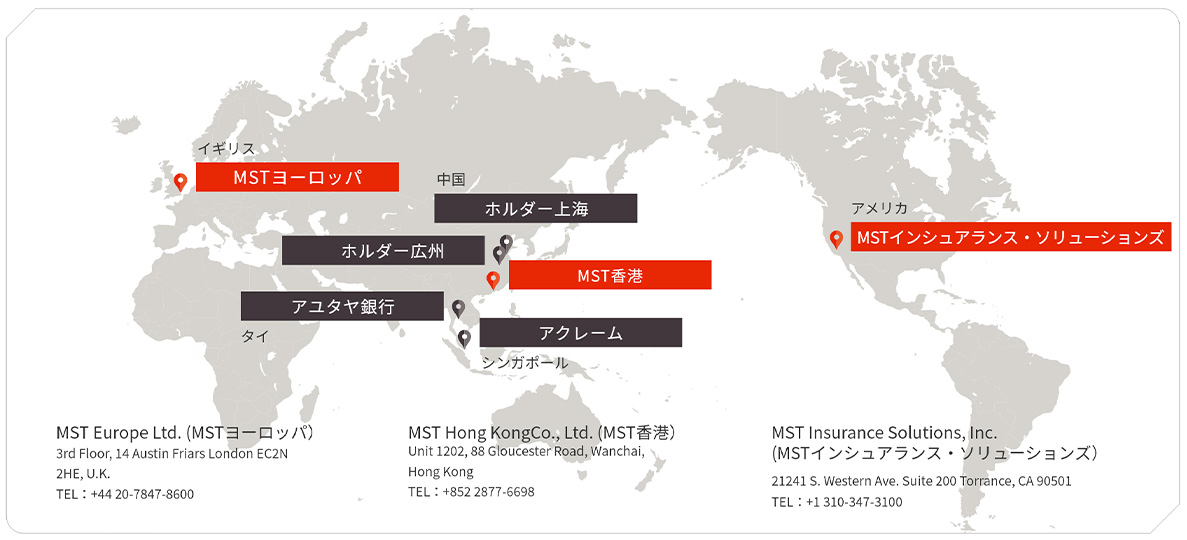 イギリス
MSTヨーロッパ
中国
ホルダー上海
アメリカ
MSTインシュアランス・ソリューションズ
ホルダー広州
MST香港
アユタヤ銀行
タイ
アクレーム
シンガポール
MST Europe Ltd. (MSTヨーロッパ)
3rd Floor, 14 Austin Friars London EC2N
2HE, U.K.
TEL：+44 20-7847-8600
MST Hong KongCo., Ltd. (MST香港)
Unit 1202, 88 Gloucester Road, Wanchai,
Hong Kong
TEL：+852 2877-6698
MST Insurance Solutions, Inc.
(MSTインシュアランス・ソリューションズ)
21241 S. Western Ave. Suite 200 Torrance, CA 90501
TEL：+1 310-347-3100